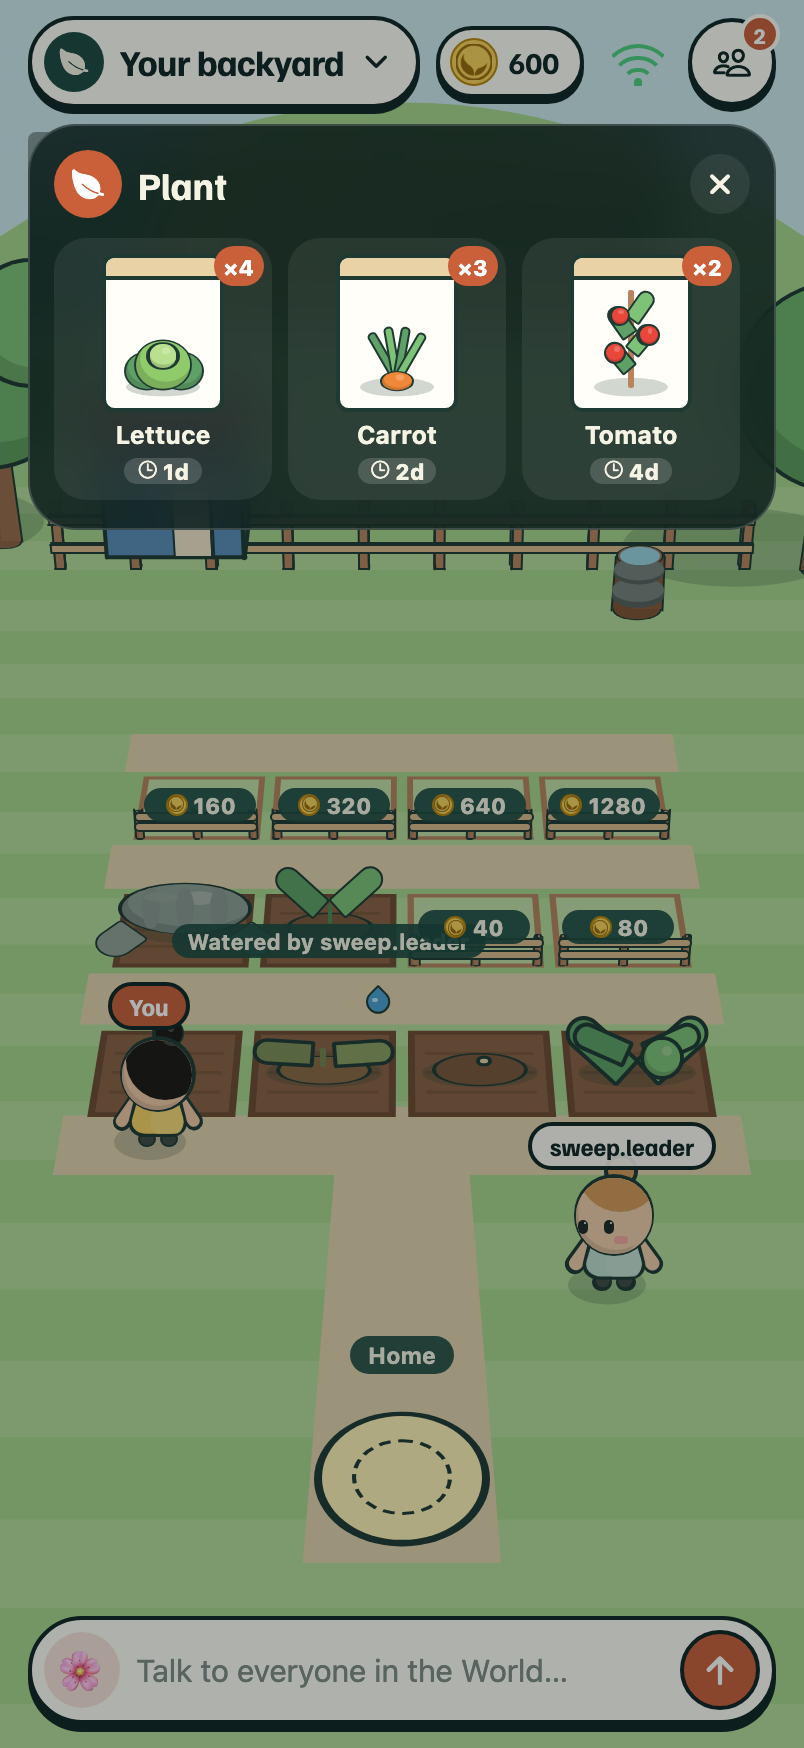 Your backyard
600
2
Plant
×4
×3
×2
Lettuce
Carrot
Tomato
1d
2d
4d
160
320
640
1280
40
80
Watered by sweep.leader
You
sweep.leader
Home
Talk to everyone in the World...